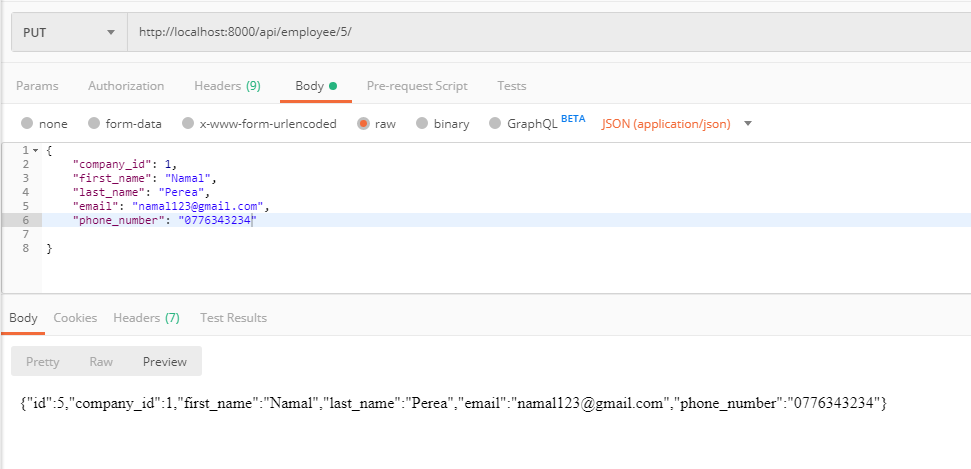 PUT http://localhost:8000/api/employee/5/
Params Authorization Headers (9) Body Pre-request Script Tests
none form-data x-www-form-urlencoded raw binary GraphQL BETA JSON (application/json)
1 {
2 "company_id": 1,
3 "first_name": "Namal",
4 "last_name": "Perea",
5 "email": "namal123@gmail.com",
6 "phone_number": "0776343234"
7
8 }
Body Cookies Headers (7) Test Results
Pretty Raw Preview
{"id":5,"company_id":1,"first_name":"Namal","last_name":"Perea","email":"namal123@gmail.com","phone_number":"0776343234"}